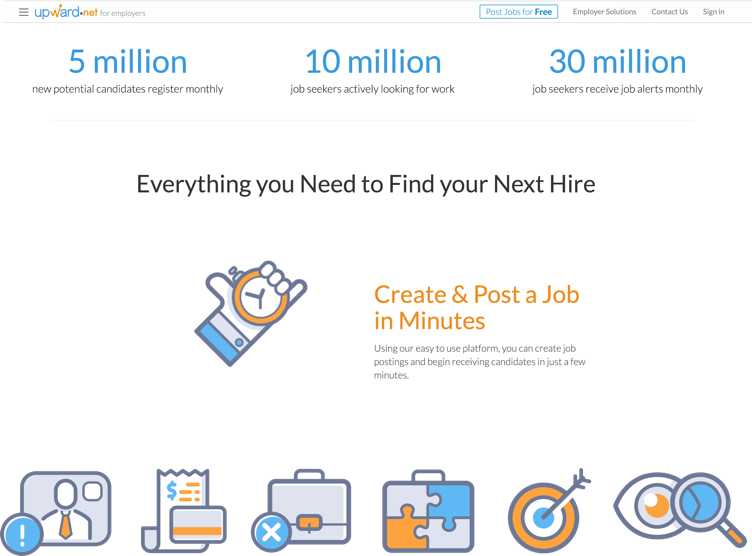 upward.net for employers
Post Jobs for Free
Employer Solutions
Contact Us
Sign in
5 million
new potential candidates register monthly
10 million
job seekers actively looking for work
30 million
job seekers receive job alerts monthly
Everything you Need to Find your Next Hire
Create & Post a Job
in Minutes
Using our easy to use platform, you can create job
postings and begin receiving candidates in just a few
minutes.
$
!